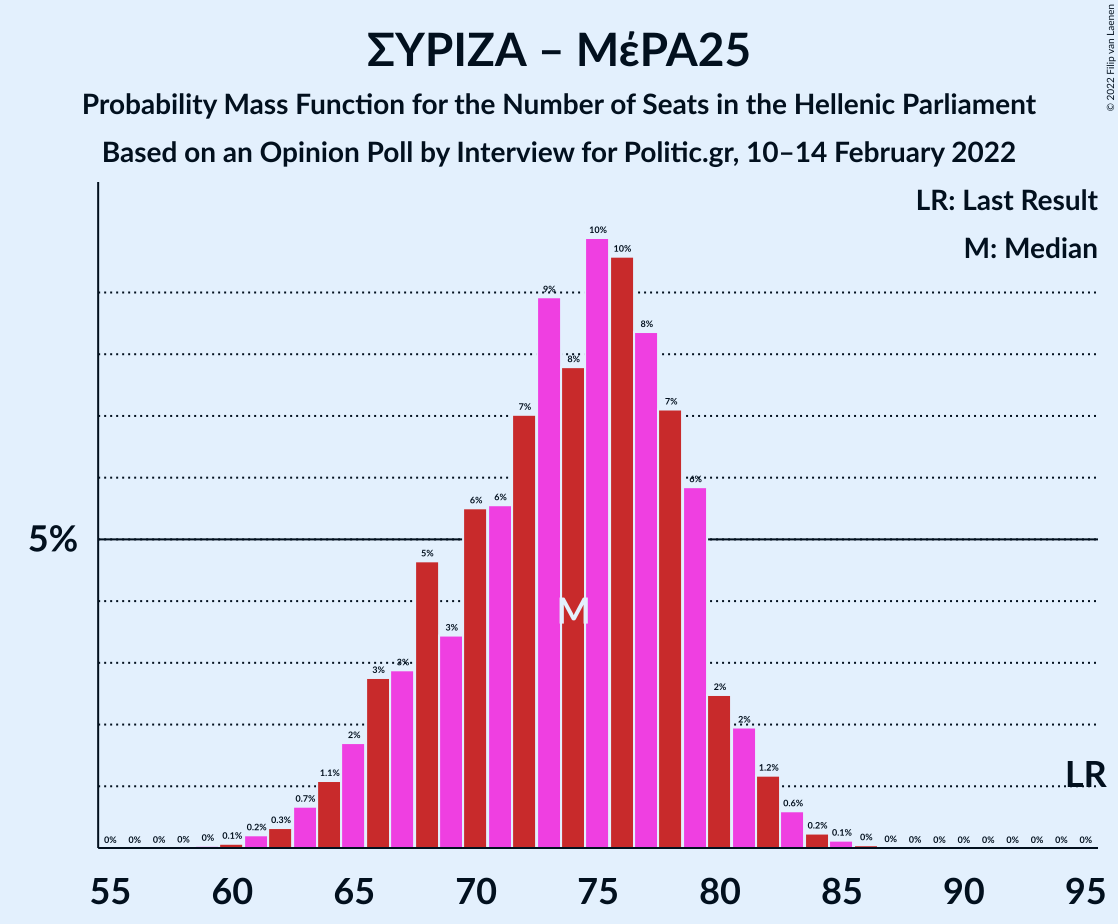 ΣΥΡΙΖΑ – ΜέΡΑ25
Probability Mass Function for the Number of Seats in the Hellenic Parliament
Based on an Opinion Poll by Interview for Politic.gr, 10–14 February 2022
© 2022 Filip van Laenen
LR: Last Result
M: Median
5%
0% 0% 0% 0% 0% 0.1% 0.2% 0.3% 0.7% 1.1% 2% 3% 3% 5% 3% 6% 6% 7% 9% 8% 10% 10% 8% 7% 6% 2% 2% 1.2% 0.6% 0.2% 0.1% 0% 0% 0% 0% 0% 0% 0% 0% 0% 0%
M
LR
55 60 65 70 75 80 85 90 95